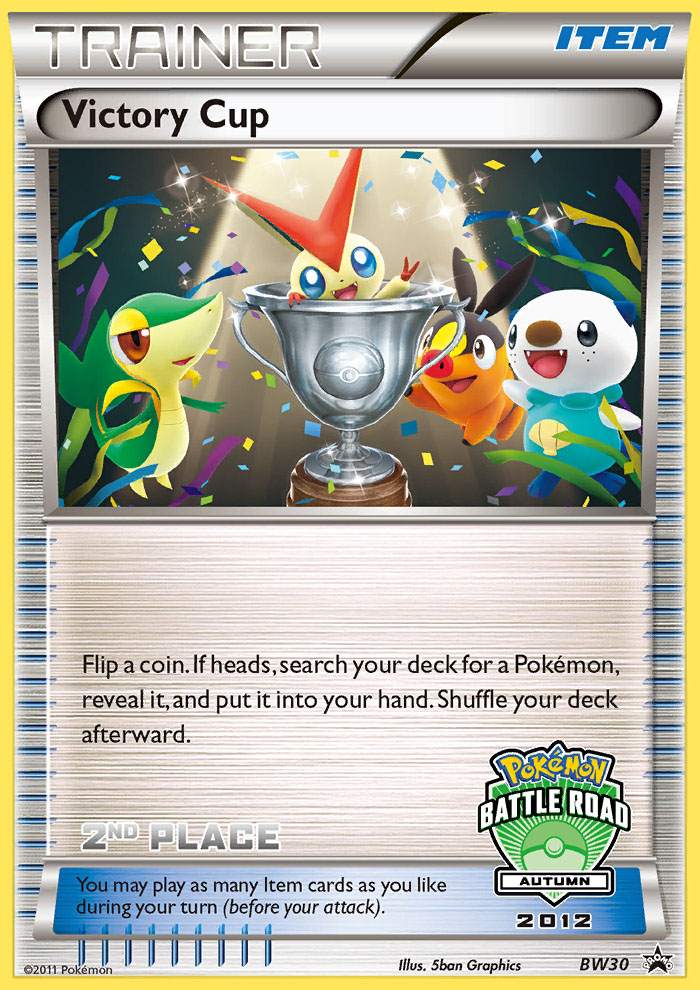 TRAINER
ITEM
Victory Cup
Flip a coin. If heads, search your deck for a Pokémon,
reveal it, and put it into your hand. Shuffle your deck
afterward.
2ND PLACE
POKéMON
BATTLE ROAD
AUTUMN
2012
You may play as many Item cards as you like
during your turn (before your attack).
©2011 Pokémon
Illus. 5ban Graphics
BW30
PROMO